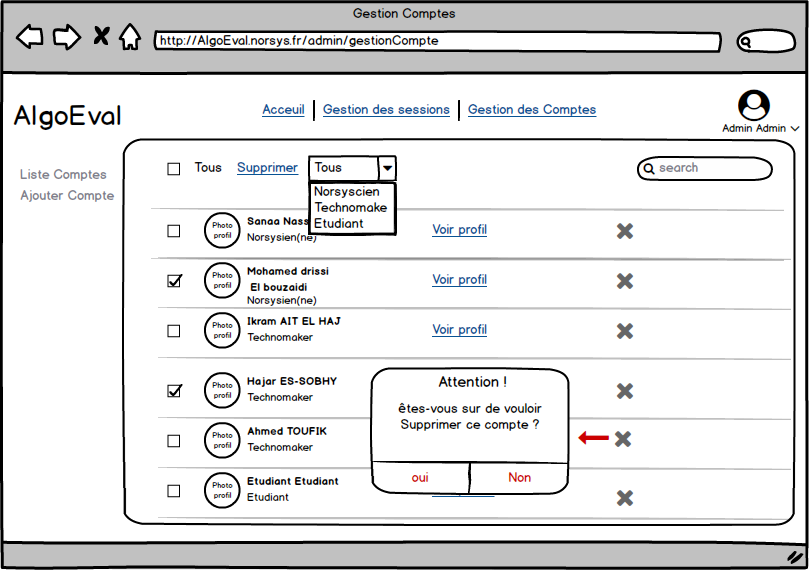 Gestion Comptes
http://AlgoEval.norsys.fr/admin/gestionCompte
AlgoEval
Acceuil
Gestion des sessions
Gestion des Comptes
Admin Admin
Liste Comptes
Ajouter Compte
Tous
Supprimer
Tous
search
Norsyscien
Technomake
Etudiant
Photo
profil
Sanaa Nass
Norsysien(ne)
Voir profil
Photo
profil
Mohamed drissi
El bouzaidi
Norsysien(ne)
Voir profil
Photo
profil
Ikram AIT EL HAJ
Technomaker
Voir profil
Photo
profil
Hajar ES-SOBHY
Technomaker
Photo
profil
Ahmed TOUFIK
Technomaker
Photo
profil
Etudiant Etudiant
Etudiant
Attention !
êtes-vous sur de vouloir
Supprimer ce compte ?
oui
Non